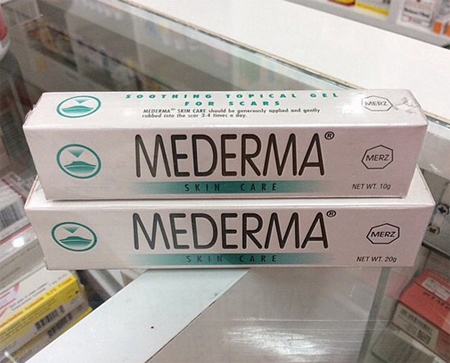 SOOTHING TOPICAL GEL
FOR SCARS
MEDERMA™ SKIN CARE should be generously applied and gently
rubbed into the scar 3-4 times a day.
MERZ
MEDERMA®
MERZ
SKIN CARE
NET WT. 10g
MEDERMA®
MERZ
SKIN CARE
NET WT. 20g